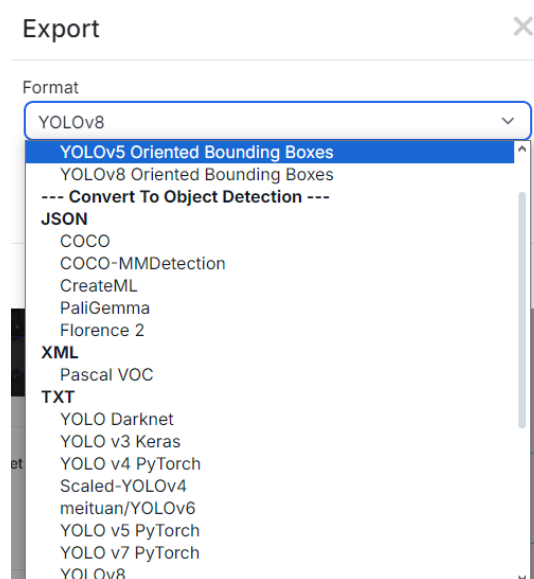 Export
Format
YOLOv8
YOLOv5 Oriented Bounding Boxes
YOLOv8 Oriented Bounding Boxes
--- Convert To Object Detection ---
JSON
COCO
COCO-MMDetection
CreateML
PaliGemma
Florence 2
XML
Pascal VOC
TXT
YOLO Darknet
YOLO v3 Keras
et
YOLO v4 PyTorch
Scaled-YOLOv4
meituan/YOLOv6
YOLO v5 PyTorch
YOLO v7 PyTorch
YOLOv8